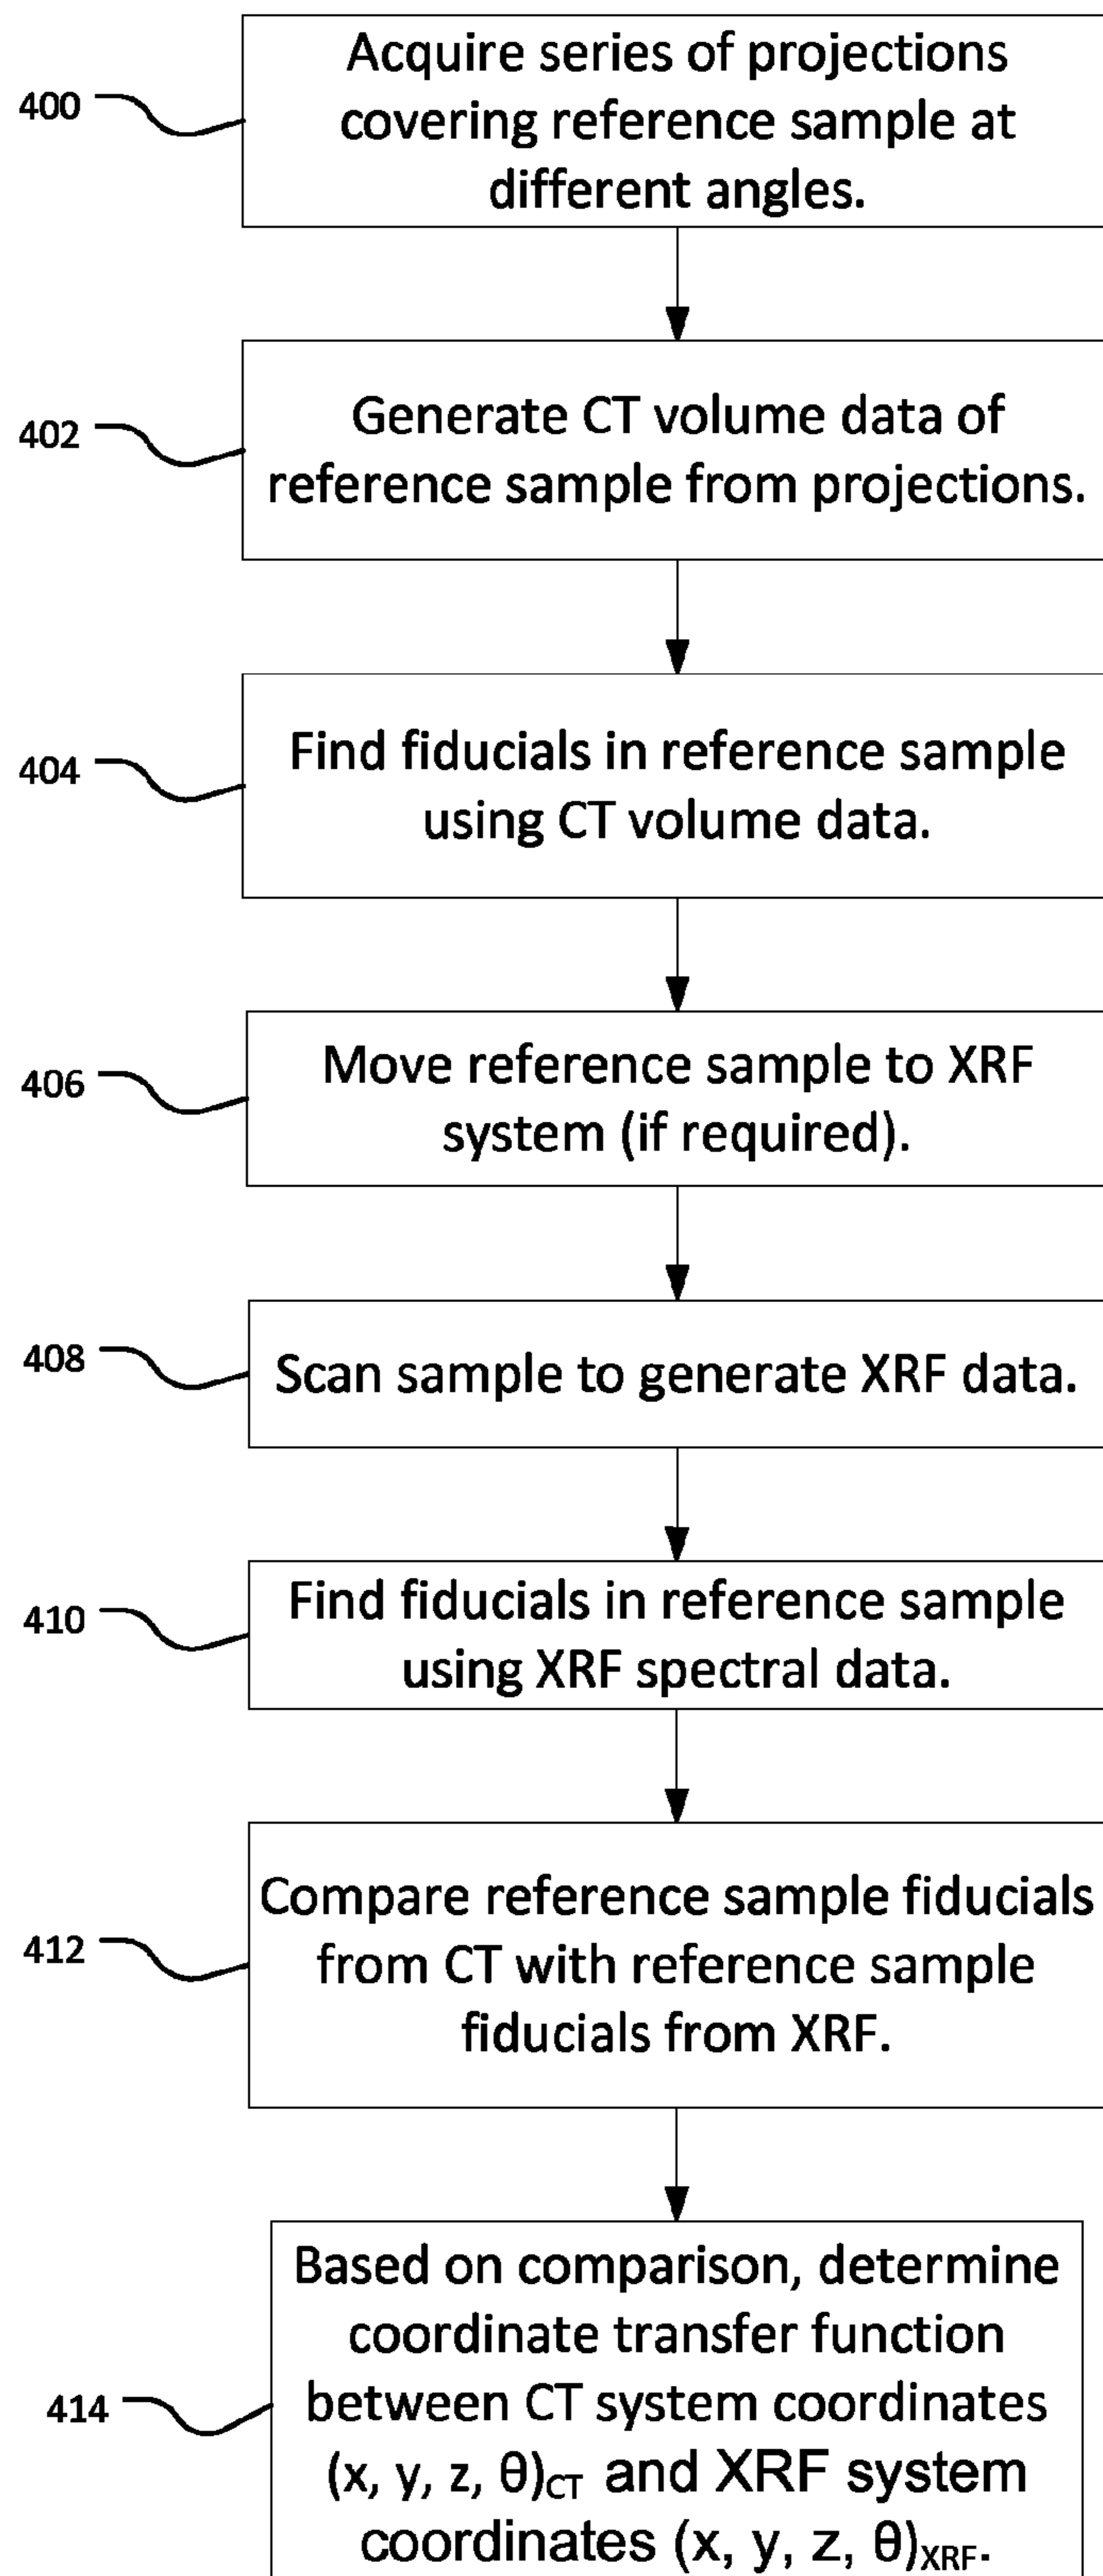 400
Acquire series of projections
covering reference sample at
different angles.
402
Generate CT volume data of
reference sample from projections.
404
Find fiducials in reference sample
using CT volume data.
406
Move reference sample to XRF
system (if required).
408
Scan sample to generate XRF data.
410
Find fiducials in reference sample
using XRF spectral data.
412
Compare reference sample fiducials
from CT with reference sample
fiducials from XRF.
414
Based on comparison, determine
coordinate transfer function
between CT system coordinates
(x, y, z, θ)CT and XRF system
coordinates (x, y, z, θ)XRF.